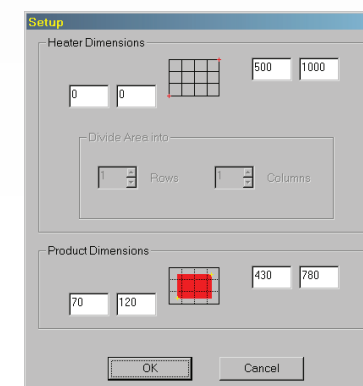 Setup
Heater Dimensions
500 1000
0 0
Divide Area into
1 Rows 1 Columns
Product Dimensions
430 780
70 120
OK Cancel